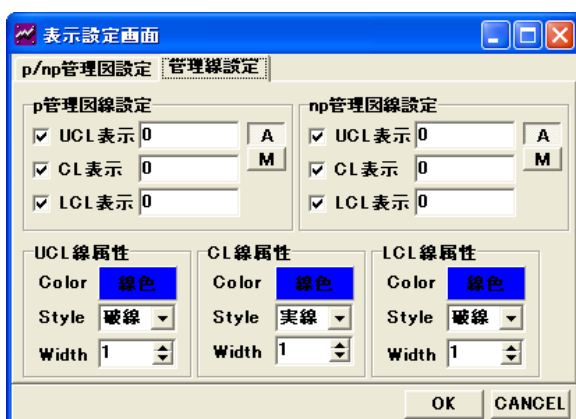 表示設定画面
p/np管理図設定 管理線設定
p管理図線設定 np管理図線設定
UCL表示 0 A UCL表示 0 A
CL表示 0 M CL表示 0 M
LCL表示 0 LCL表示 0
UCL線属性 CL線属性 LCL線属性
Color 線色 Color 線色 Color 線色
Style 破線 Style 実線 Style 破線
Width 1 Width 1 Width 1
OK CANCEL